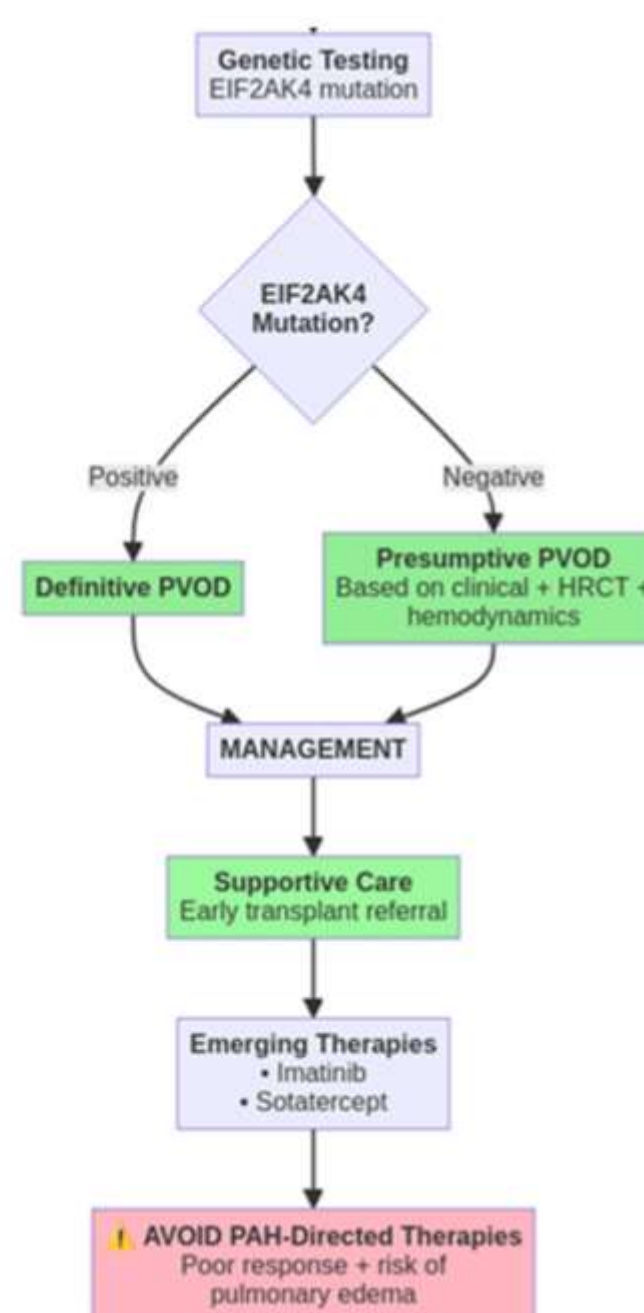 Genetic Testing
EIF2AK4 mutation
EIF2AK4
Mutation?
Positive
Negative
Definitive PVOD
Presumptive PVOD
Based on clinical + HRCT +
hemodynamics
MANAGEMENT
Supportive Care
Early transplant referral
Emerging Therapies
• Imatinib
• Sotatercept
⚠️ AVOID PAH-Directed Therapies
Poor response + risk of
pulmonary edema